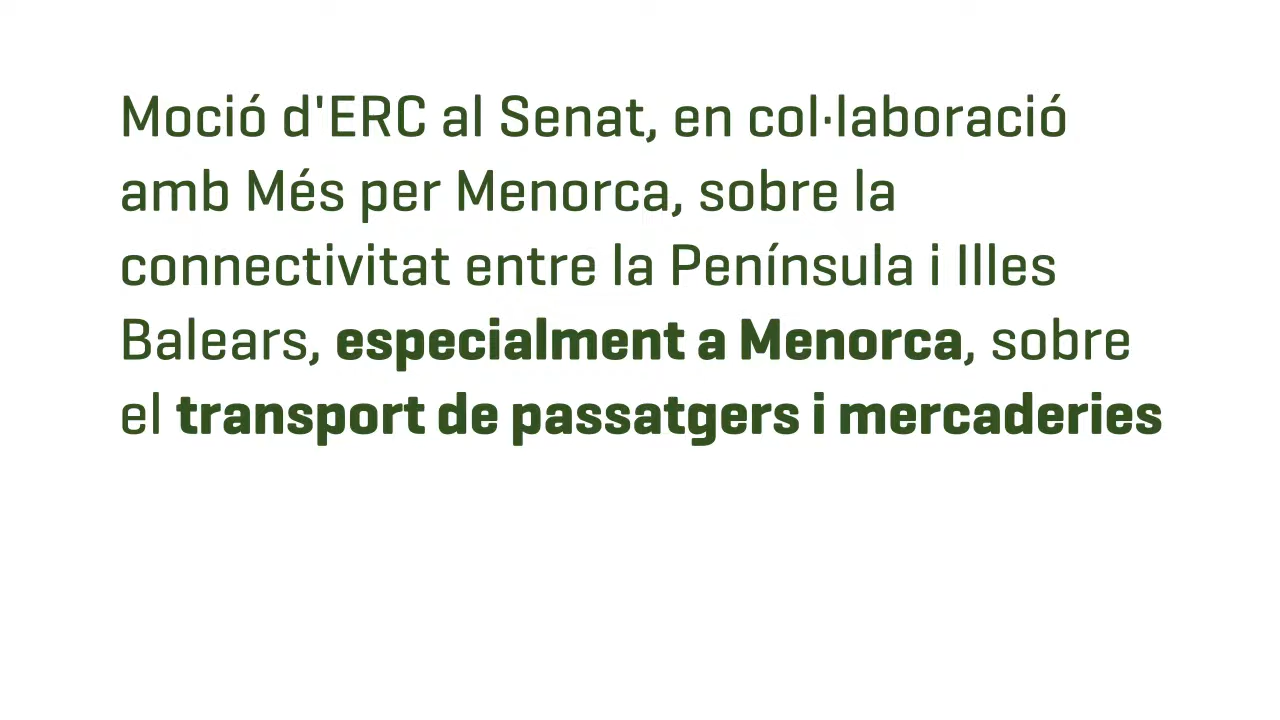 Moció d'ERC al Senat, en col·laboració
amb Més per Menorca, sobre la
connectivitat entre la Península i Illes
Balears, especialment a Menorca, sobre
el transport de passatgers i mercaderies